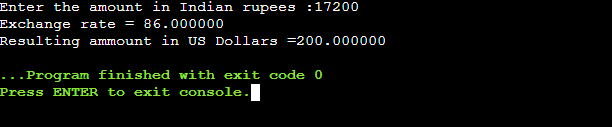 Enter the amount in Indian rupees :17200
Exchange rate = 86.000000
Resulting ammount in US Dollars =200.000000
...Program finished with exit code 0
Press ENTER to exit console.